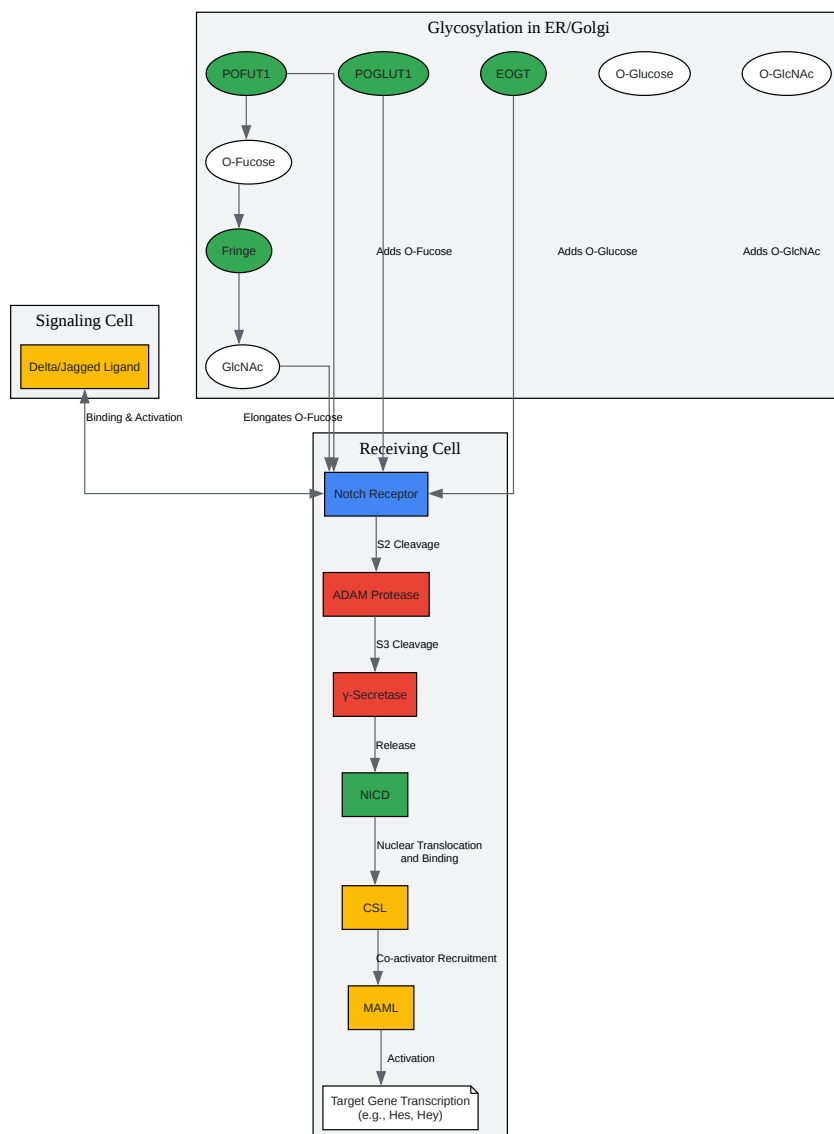 Glycosylation in ER/Golgi
POFUT1
POGLUT1
EOGT
O-Glucose
O-GlcNAc
O-Fucose
Fringe
Adds O-Fucose
Adds O-Glucose
Adds O-GlcNAc
Signaling Cell
Delta/Jagged Ligand
GlcNAc
Binding & Activation
Elongates O-Fucose
Receiving Cell
Notch Receptor
S2 Cleavage
ADAM Protease
S3 Cleavage
γ-Secretase
Release
NICD
Nuclear Translocation
and Binding
CSL
Co-activator Recruitment
MAML
Activation
Target Gene Transcription
(e.g., Hes, Hey)